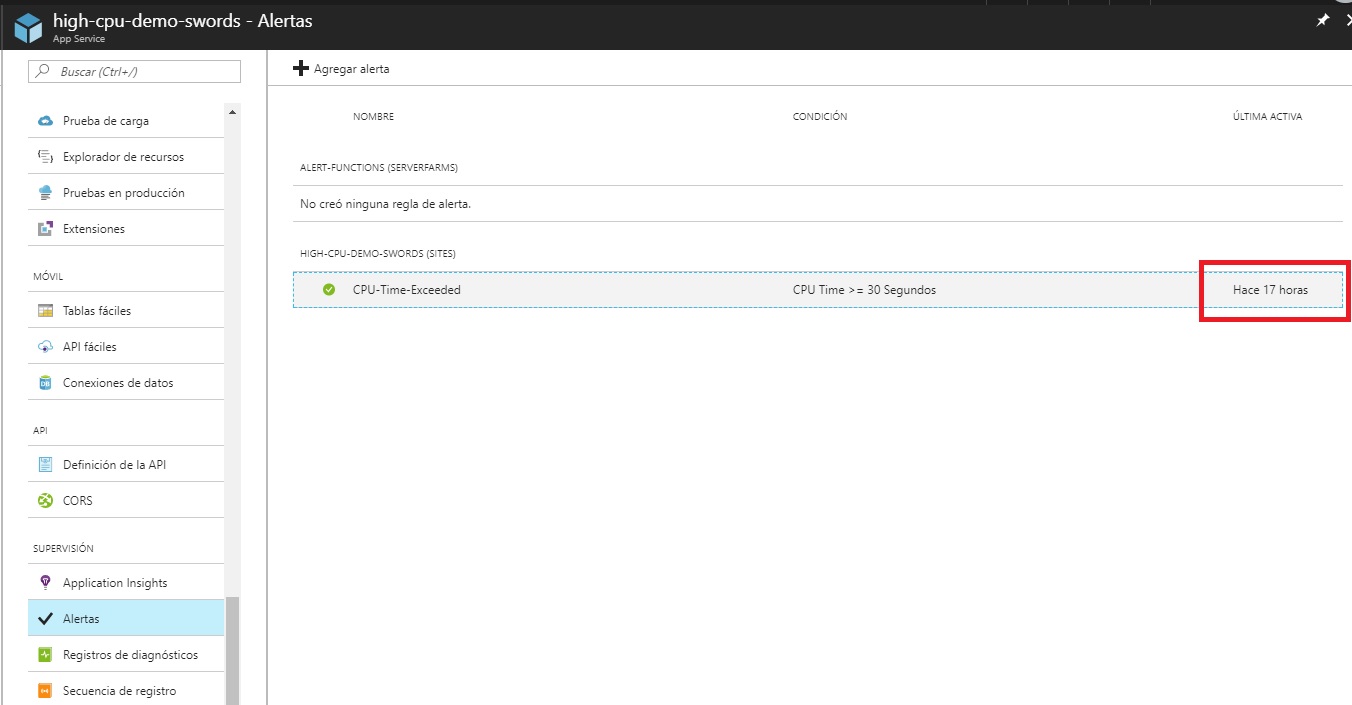 high-cpu-demo-swords - Alertas
App Service
Buscar (Ctrl+/)
Prueba de carga
Explorador de recursos
Pruebas en producción
Extensiones
MÓVIL
Tablas fáciles
API fáciles
Conexiones de datos
API
Definición de la API
CORS
SUPERVISIÓN
Application Insights
Alertas
Registros de diagnósticos
Secuencia de registro
Agregar alerta
NOMBRE CONDICIÓN ÚLTIMA ACTIVA
ALERT-FUNCTIONS (SERVERFARMS)
No creó ninguna regla de alerta.
HIGH-CPU-DEMO-SWORDS (SITES)
CPU-Time-Exceeded CPU Time >= 30 Segundos Hace 17 horas